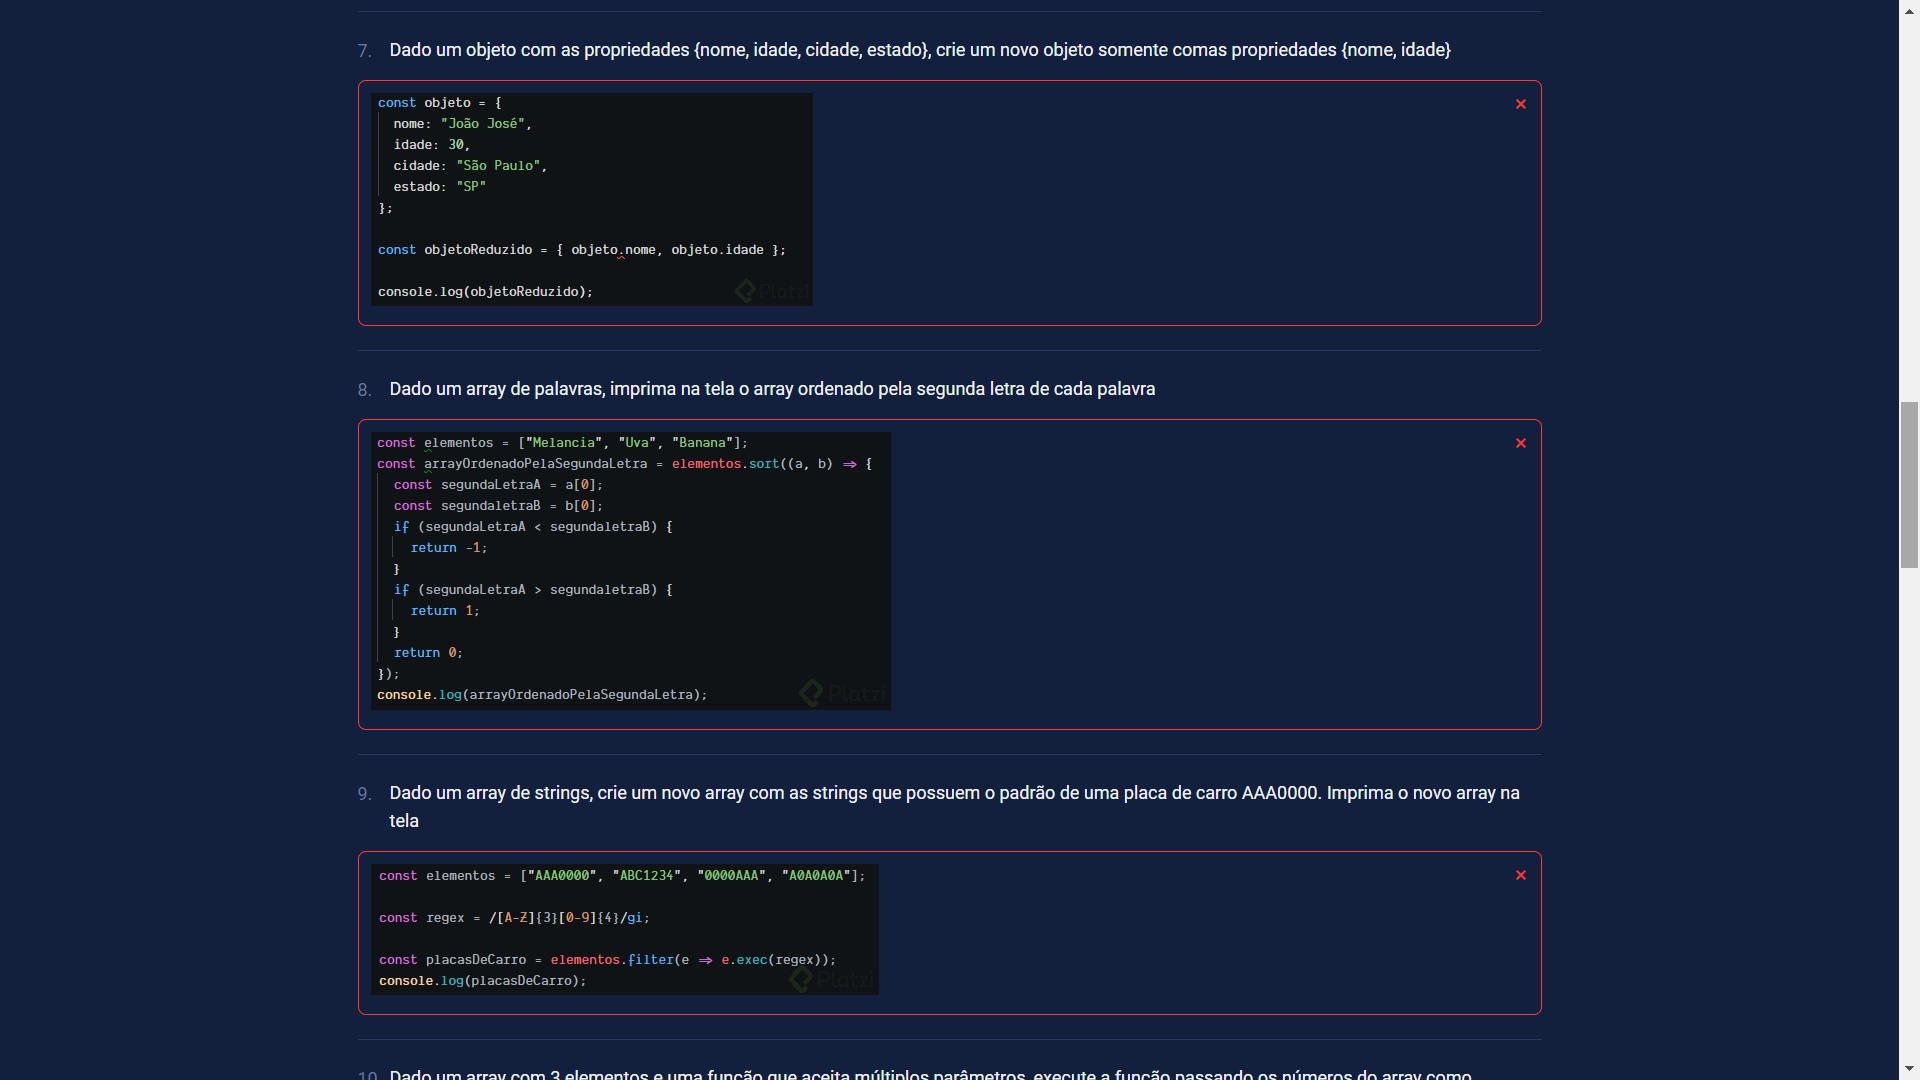 7. Dado um objeto com as propriedades {nome, idade, cidade, estado}, crie um novo objeto somente comas propriedades {nome, idade}
const objeto = {
nome: "João José",
idade: 30,
cidade: "São Paulo",
estado: "SP"
};
const objetoReduzido = { objeto.nome, objeto.idade };
console.log(objetoReduzido);
Platzi
8. Dado um array de palavras, imprima na tela o array ordenado pela segunda letra de cada palavra
const elementos = ["Melancia", "Uva", "Banana"];
const arrayOrdenadoPelaSegundaLetra = elementos.sort((a, b) => {
const segundaLetraA = a[0];
const segundaletraB = b[0];
if (segundaLetraA < segundaletraB) {
return -1;
}
if (segundaLetraA > segundaletraB) {
return 1;
}
return 0;
});
console.log(arrayOrdenadoPelaSegundaLetra);
Platzi
9. Dado um array de strings, crie um novo array com as strings que possuem o padrão de uma placa de carro AAA0000. Imprima o novo array na
tela
const elementos = ["AAA0000", "ABC1234", "0000AAA", "A0A0A0A"];
const regex = /[A-Z]{3}[0-9]{4}/gi;
const placasDeCarro = elementos.filter(e => e.exec(regex));
console.log(placasDeCarro);
Platzi
10. Dado um array com 3 elementos e uma função que aceita múltiplos parâmetros, execute a função passando os números do array como